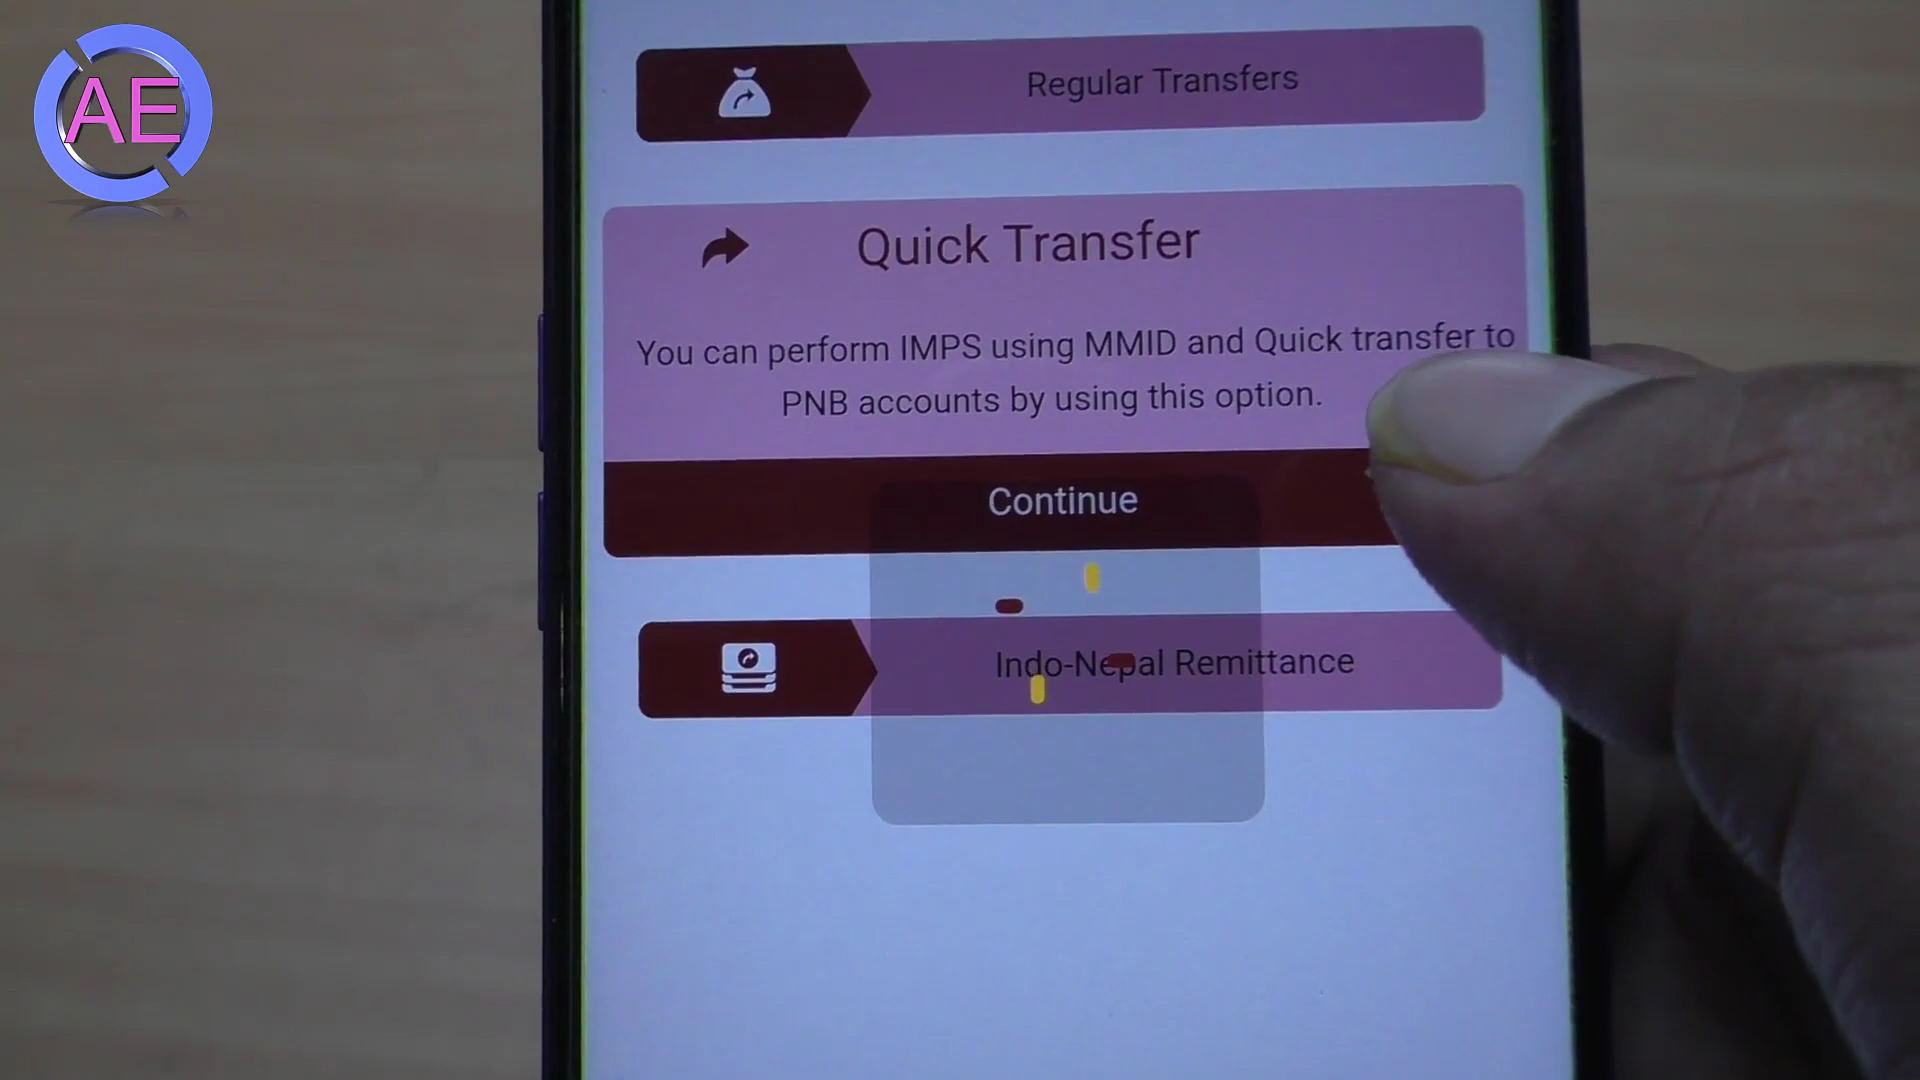 AE
Regular Transfers
Quick Transfer
You can perform IMPS using MMID and Quick transfer to
PNB accounts by using this option.
Continue
Indo-Nepal Remittance